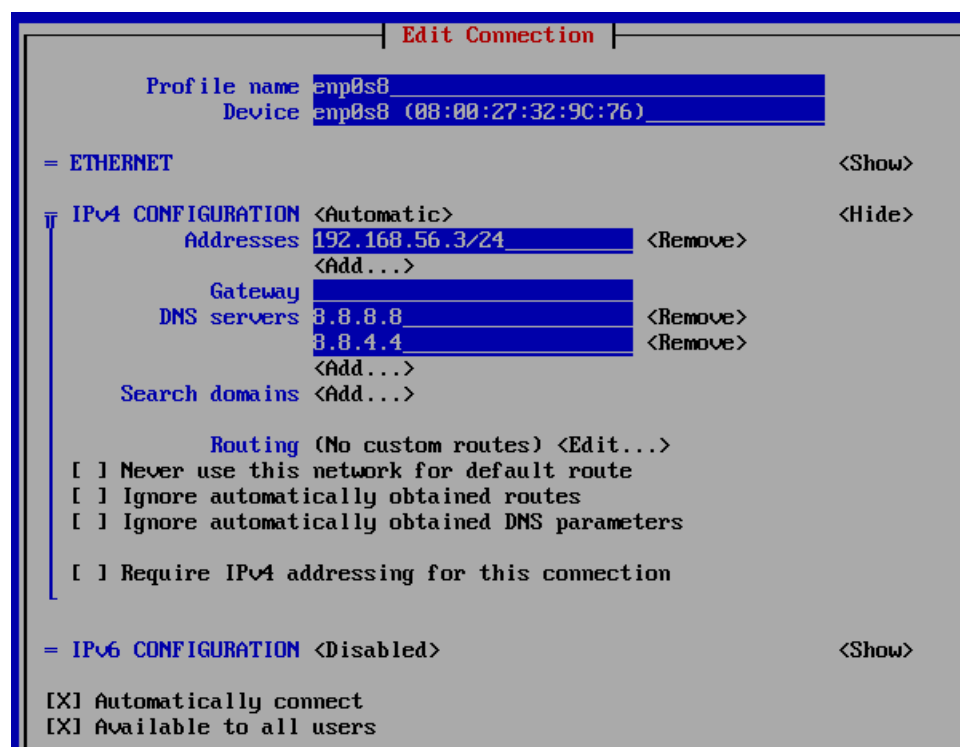 Edit Connection
Profile name enp0s8
Device enp0s8 (08:00:27:32:9C:76)
= ETHERNET <Show>
IPv4 CONFIGURATION <Automatic> <Hide>
Addresses 192.168.56.3/24 <Remove>
<Add...>
Gateway
DNS servers 8.8.8.8 <Remove>
8.8.4.4 <Remove>
<Add...>
Search domains <Add...>
Routing (No custom routes) <Edit...>
[ ] Never use this network for default route
[ ] Ignore automatically obtained routes
[ ] Ignore automatically obtained DNS parameters
[ ] Require IPv4 addressing for this connection
= IPv6 CONFIGURATION <Disabled> <Show>
[X] Automatically connect
[X] Available to all users